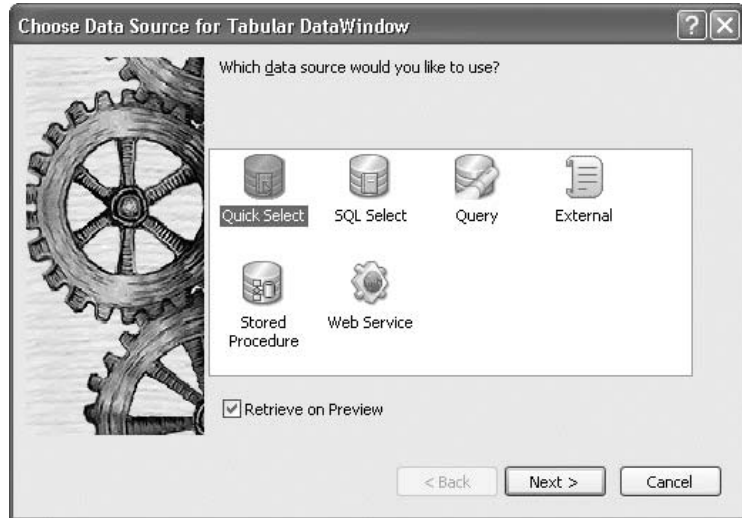 Choose Data Source for Tabular DataWindow
Which data source would you like to use?
Quick Select
SQL Select
Query
External
Stored
Procedure
Web Service
Retrieve on Preview
< Back
Next >
Cancel